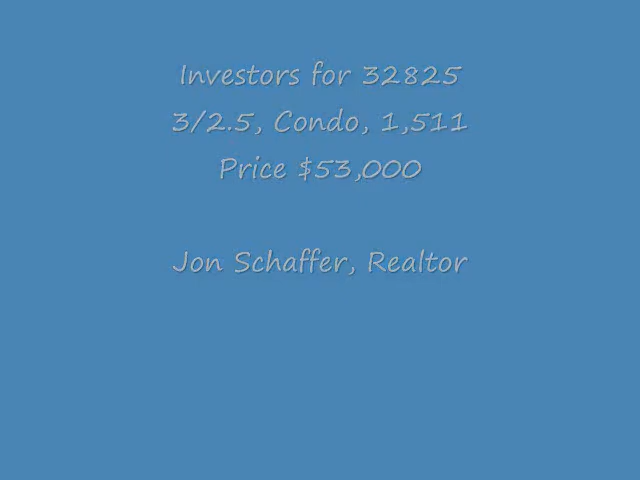 Investors for 32825
3/2.5, Condo, 1,511
Price $53,000
Jon Schaffer, Realtor